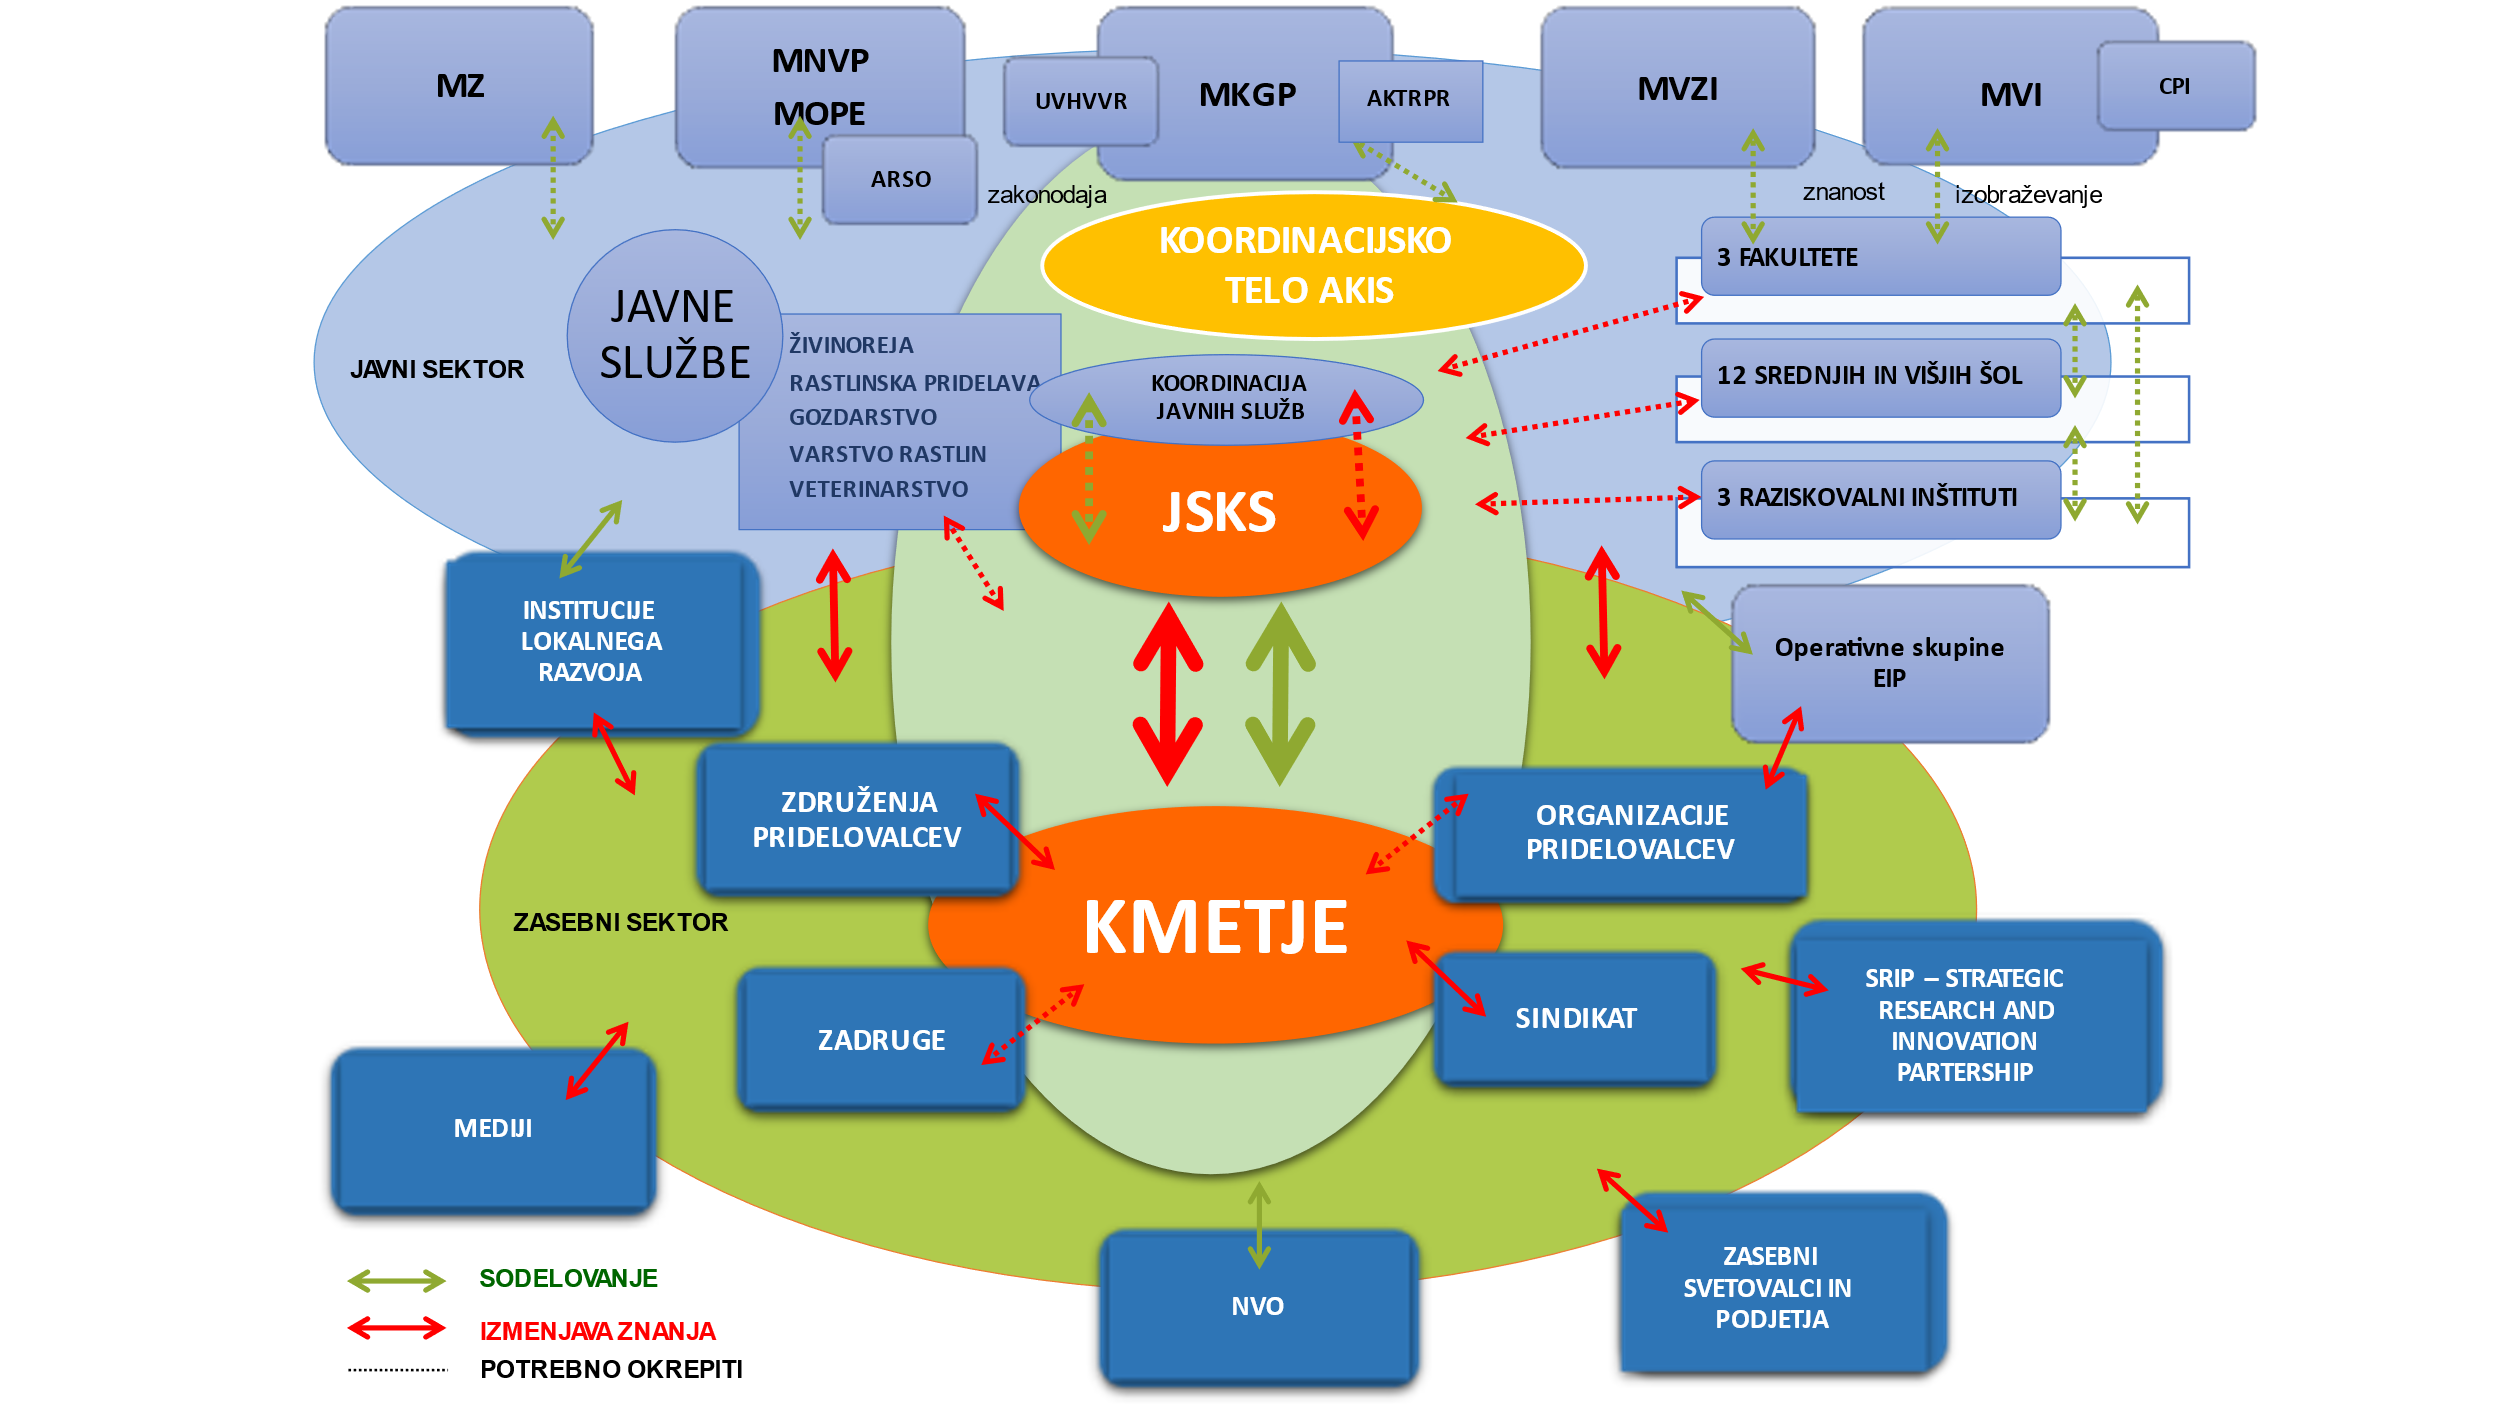 MZ
MNVP
MOPE
ARSO
UVHVVR
MKGP
AKTRPR
MVZI
MVI
CPI
zakonodaja
znanost
izobraževanje
KOORDINACIJSKO
TELO AKIS
3 FAKULTETE
12 SREDNJIH IN VIŠJIH ŠOL
3 RAZISKOVALNI INŠTITUTI
JAVNI SEKTOR
JAVNE
SLUŽBE
ŽIVINOREJA
RASTLINSKA PRIDELAVA
GOZDARSTVO
VARSTVO RASTLIN
VETERINARSTVO
KOORDINACIJA
JAVNIH SLUŽB
JSKS
INSTITUCIJE
LOKALNEGA
RAZVOJA
Operativne skupine
EIP
ZDRUŽENJA
PRIDELOVALCEV
ORGANIZACIJE
PRIDELOVALCEV
ZASEBNI SEKTOR
KMETJE
ZADRUGE
SINDIKAT
SRIP – STRATEGIC
RESEARCH AND
INNOVATION
PARTERSHIP
MEDIJI
NVO
ZASEBNI
SVETOVALCI IN
PODJETJA
SODELOVANJE
IZMENJAVA ZNANJA
POTREBNO OKREPITI